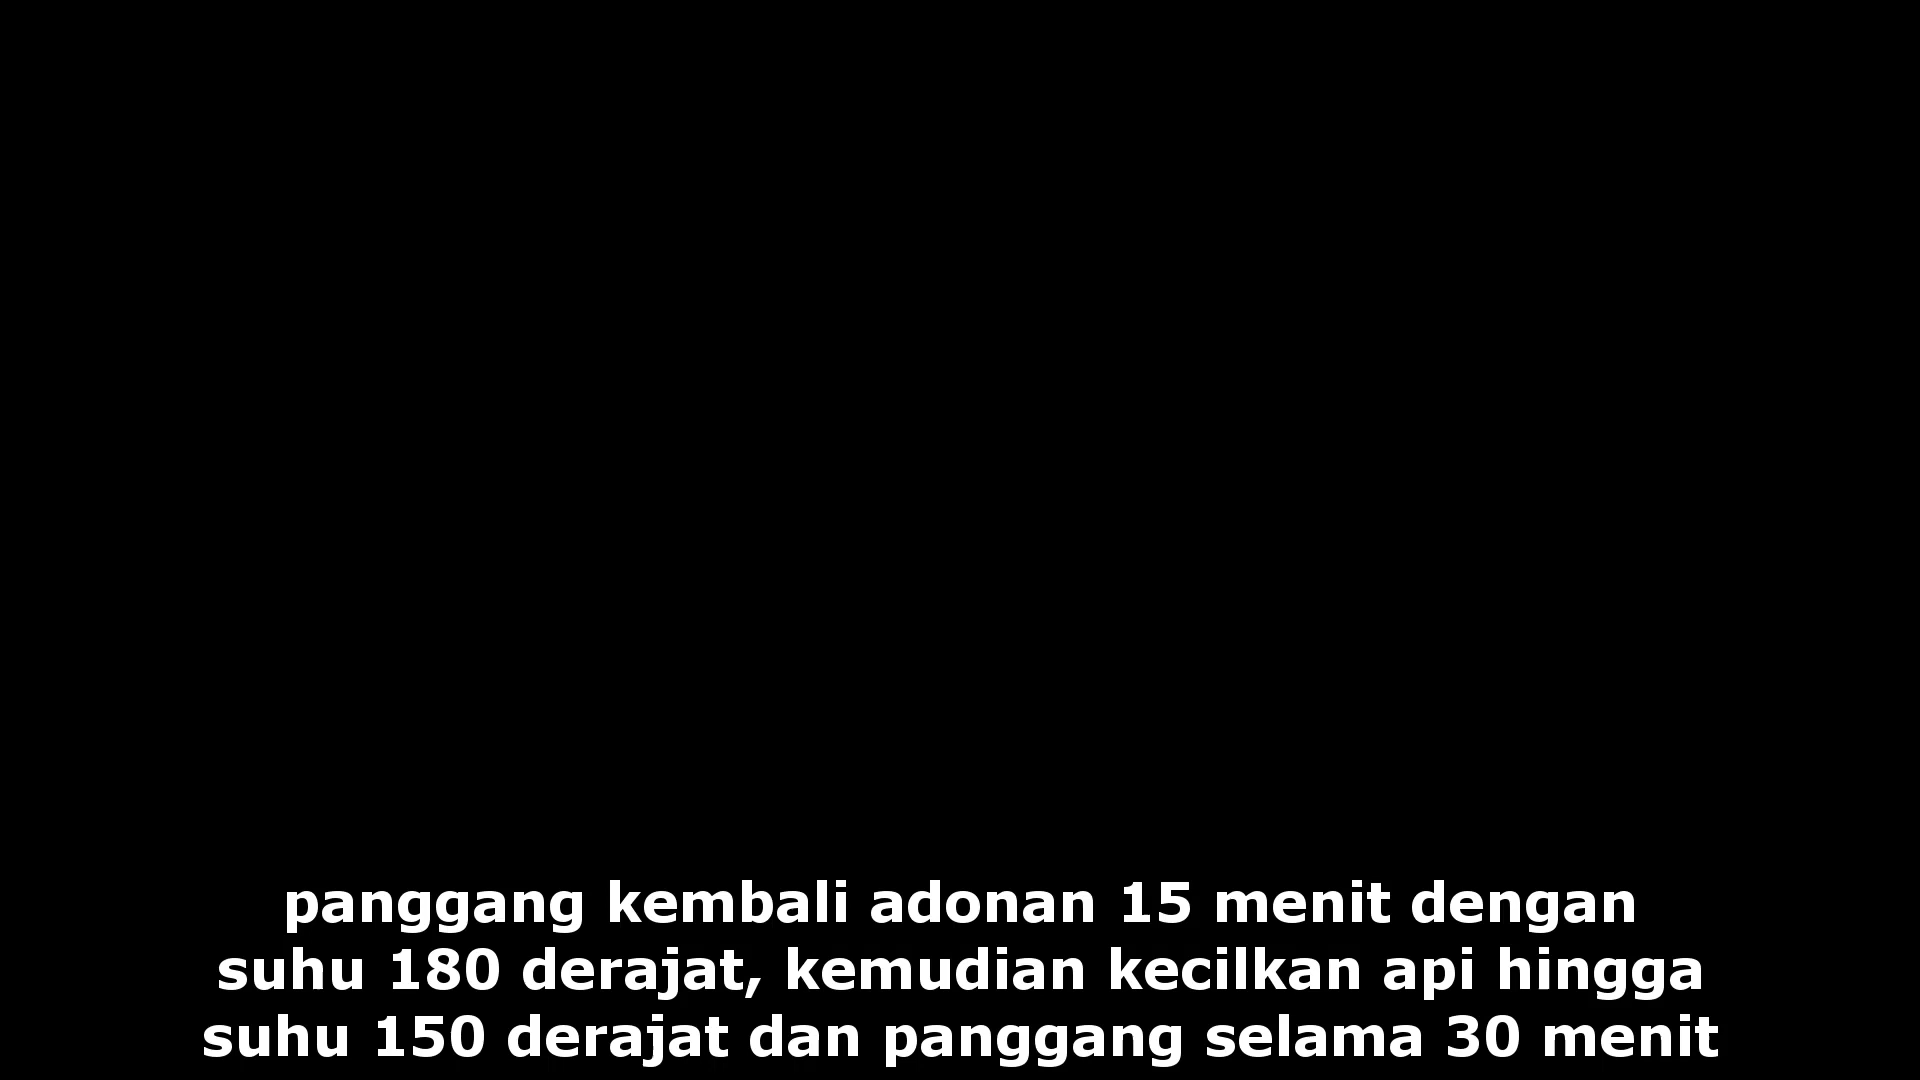 panggang kembali adonan 15 menit dengan
suhu 180 derajat, kemudian kecilkan api hingga
suhu 150 derajat dan panggang selama 30 menit